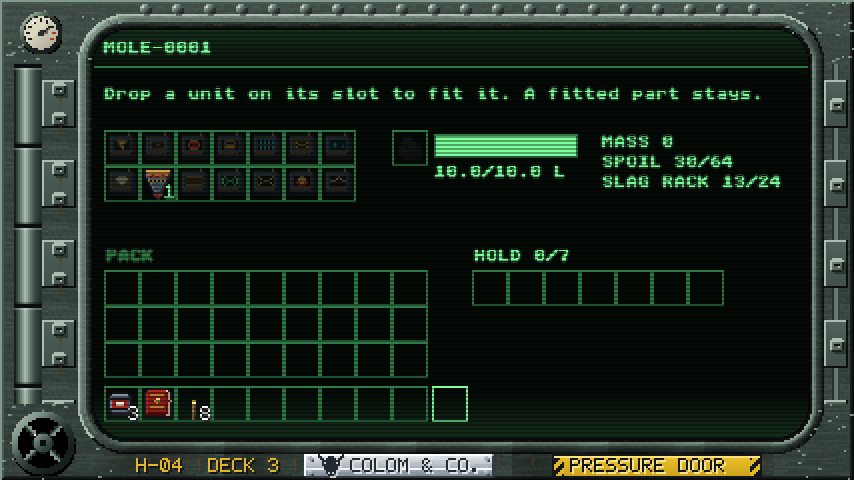 MOLE-0001
Drop a unit on its slot to fit it. A fitted part stays.
MASS 0
10.0/10.0 L
SPOIL 30/64
SLAG RACK 13/24
1
PACK
HOLD 0/7
3
8
H-04 DECK 3
COLOM & CO.
PRESSURE DOOR